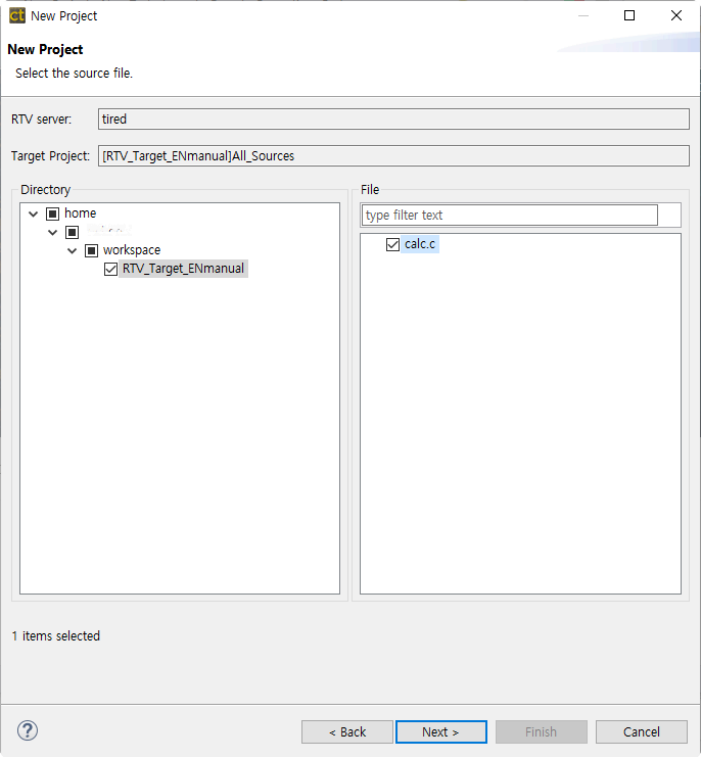 ct New Project
New Project
Select the source file.
RTV server: tired
Target Project: [RTV_Target_ENmanual]All_Sources
Directory
home
workspace
RTV_Target_ENmanual
File
type filter text
calc.c
1 items selected
?
< Back
Next >
Finish
Cancel